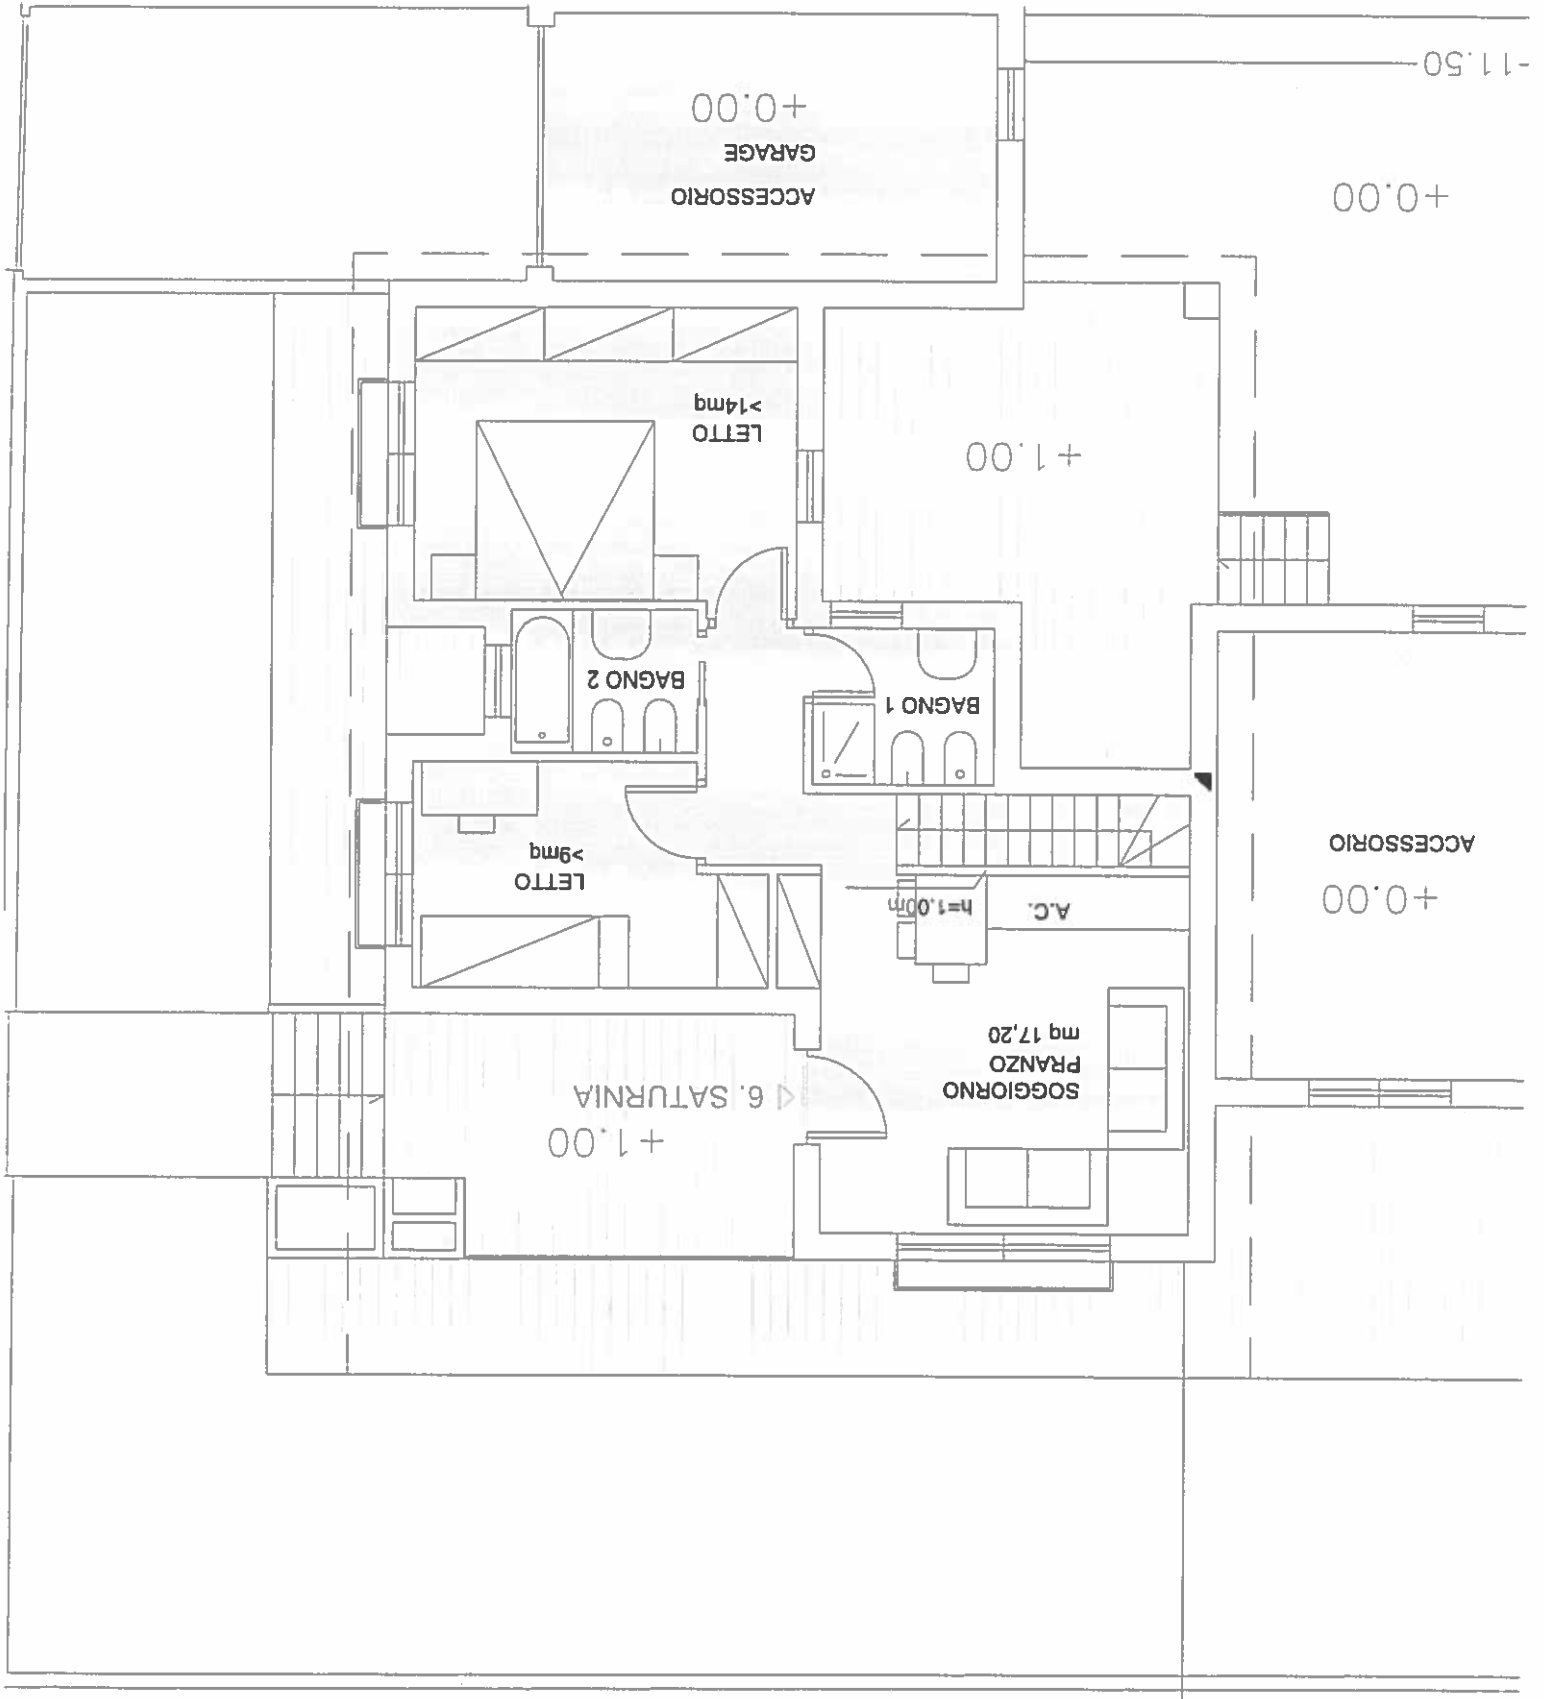 +1.00
6. SATURNIA
SOGGIORNO
PRANZO
mq 17,20
A.C.
h=1.00m
+0.00
ACCESSORIO
LETTO
>9mq
BAGNO 1
BAGNO 2
+1.00
LETTO
>14mq
+0.00
ACCESSORIO
GARAGE
+0.00
-11.50